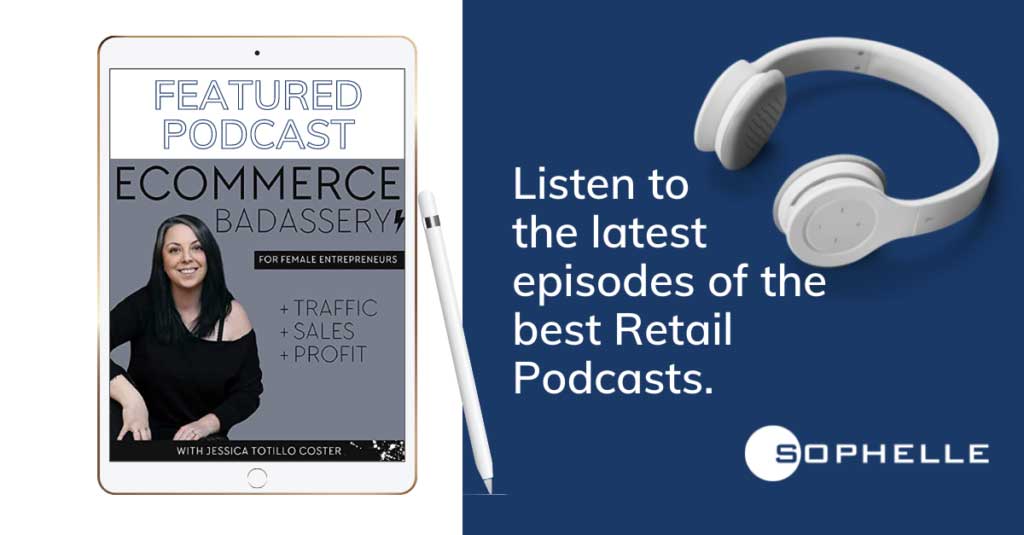 FEATURED
PODCAST
ECOMMERCE
BADASSERY
FOR FEMALE ENTREPRENEURS
+ TRAFFIC
+ SALES
+ PROFIT
WITH JESSICA TOTILLO COSTER
Listen to
the latest
episodes of the
best Retail
Podcasts.
SOPHELLE